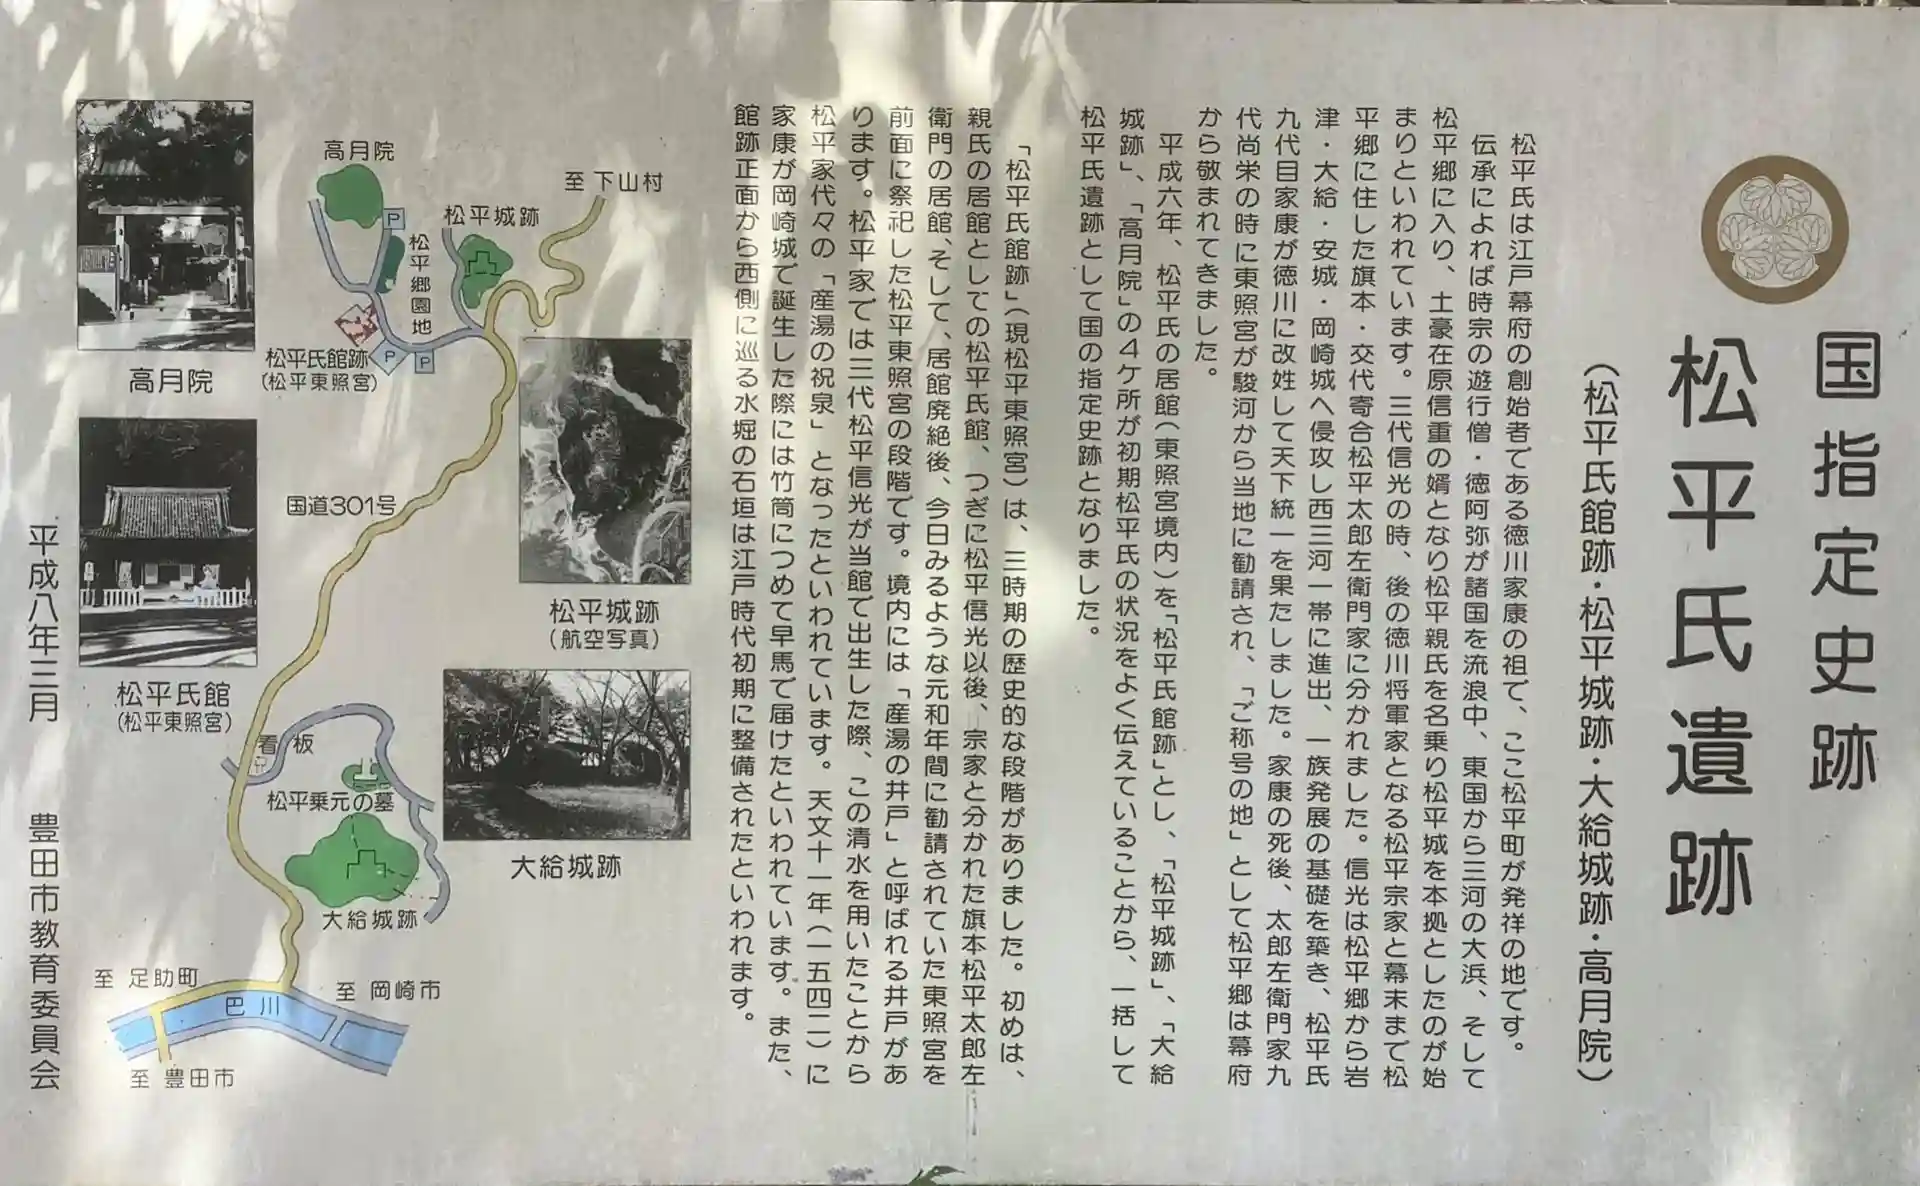 国指定史跡
松平氏遺跡
(松平氏館跡・松平城跡・大給城跡・高月院)
松平氏は江戸幕府の創始者である徳川家康の祖で、ここ松平町が発祥の地です。
伝承によれば時宗の遊行僧・徳阿弥が諸国を流浪中、東国から三河の大浜、そして
松平郷に入り、土豪在原信重の婿となり松平親氏を名乗り松平城を本拠としたのが始
まりといわれています。三代信光の時、後の徳川将軍家となる松平宗家と幕末まで松
平郷に住した旗本・交代寄合松平太郎左衛門家に分かれました。信光は松平郷から岩
津・大給・安城・岡崎城へ侵攻し西三河一帯に進出、一族発展の基礎を築き、松平氏
九代目家康が徳川に改姓して天下統一を果たしました。家康の死後、太郎左衛門家九
代尚栄の時に東照宮が駿河から当地に勧請され、「ご称号の地」として松平郷は幕府
から敬まれてきました。
平成六年、松平氏の居館(東照宮境内)を「松平氏館跡」とし、「松平城跡」、「大給
城跡」、「高月院」の4ケ所が初期松平氏の状況をよく伝えていることから、一括して
松平氏遺跡として国の指定史跡となりました。
「松平氏館跡」(現松平東照宮)は、三時期の歴史的な段階がありました。初めは、
親氏の居館としての松平氏館、つぎに松平信光以後、宗家と分かれた旗本松平太郎左
衛門の居館、そして、居館廃絶後、今日みるような元和年間に勧請されていた東照宮を
前面に祭祀した松平東照宮の段階です。境内には「産湯の井戸」と呼ばれる井戸があ
ります。松平家では三代松平信光が当館で出生した際、この清水を用いたことから
松平家代々の「産湯の祝泉」となったといわれています。天文十一年(一五四二)に
家康が岡崎城で誕生した際には竹筒につめて早馬で届けたといわれています。また、
館跡正面から西側に巡る水堀の石垣は江戸時代初期に整備されたといわれます。
高月院
松平氏館
(松平東照宮)
松平城跡
(航空写真)
大給城跡
高月院
P
松平郷園地
松平城跡
至 下山村
松平氏館跡
(松平東照宮)
P
P
国道301号
看板
松平乗元の墓
大給城跡
至 足助町
巴川
至 岡崎市
至 豊田市
平成八年三月 豊田市教育委員会